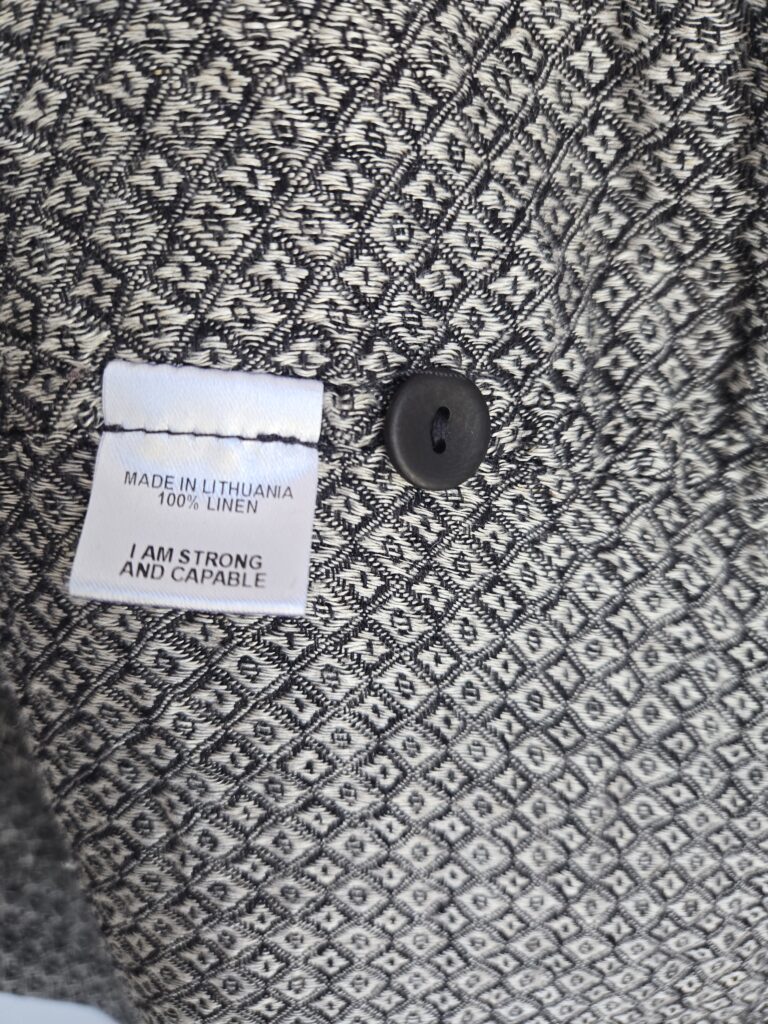 MADE IN LITHUANIA
100% LINEN
I AM STRONG
AND CAPABLE